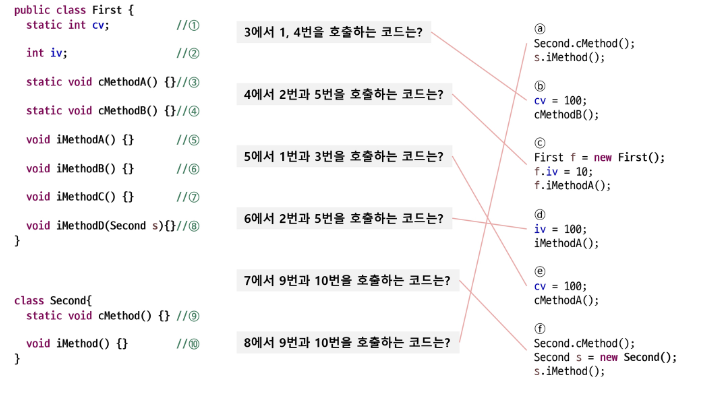 public class First {
static int cv; //①
int iv; //②
static void cMethodA() {}//③
static void cMethodB() {}//④
void iMethodA() {} //⑤
void iMethodB() {} //⑥
void iMethodC() {} //⑦
void iMethodD(Second s){}//⑧
}
class Second{
static void cMethod() {} //⑨
void iMethod() {} //⑩
}
3에서 1, 4번을 호출하는 코드는?
4에서 2번과 5번을 호출하는 코드는?
5에서 1번과 3번을 호출하는 코드는?
6에서 2번과 5번을 호출하는 코드는?
7에서 9번과 10번을 호출하는 코드는?
8에서 9번과 10번을 호출하는 코드는?
ⓐ
Second.cMethod();
s.iMethod();
ⓑ
cv = 100;
cMethodB();
ⓒ
First f = new First();
f.iv = 10;
f.iMethodA();
ⓓ
iv = 100;
iMethodA();
ⓔ
cv = 100;
cMethodA();
ⓕ
Second.cMethod();
Second s = new Second();
s.iMethod();